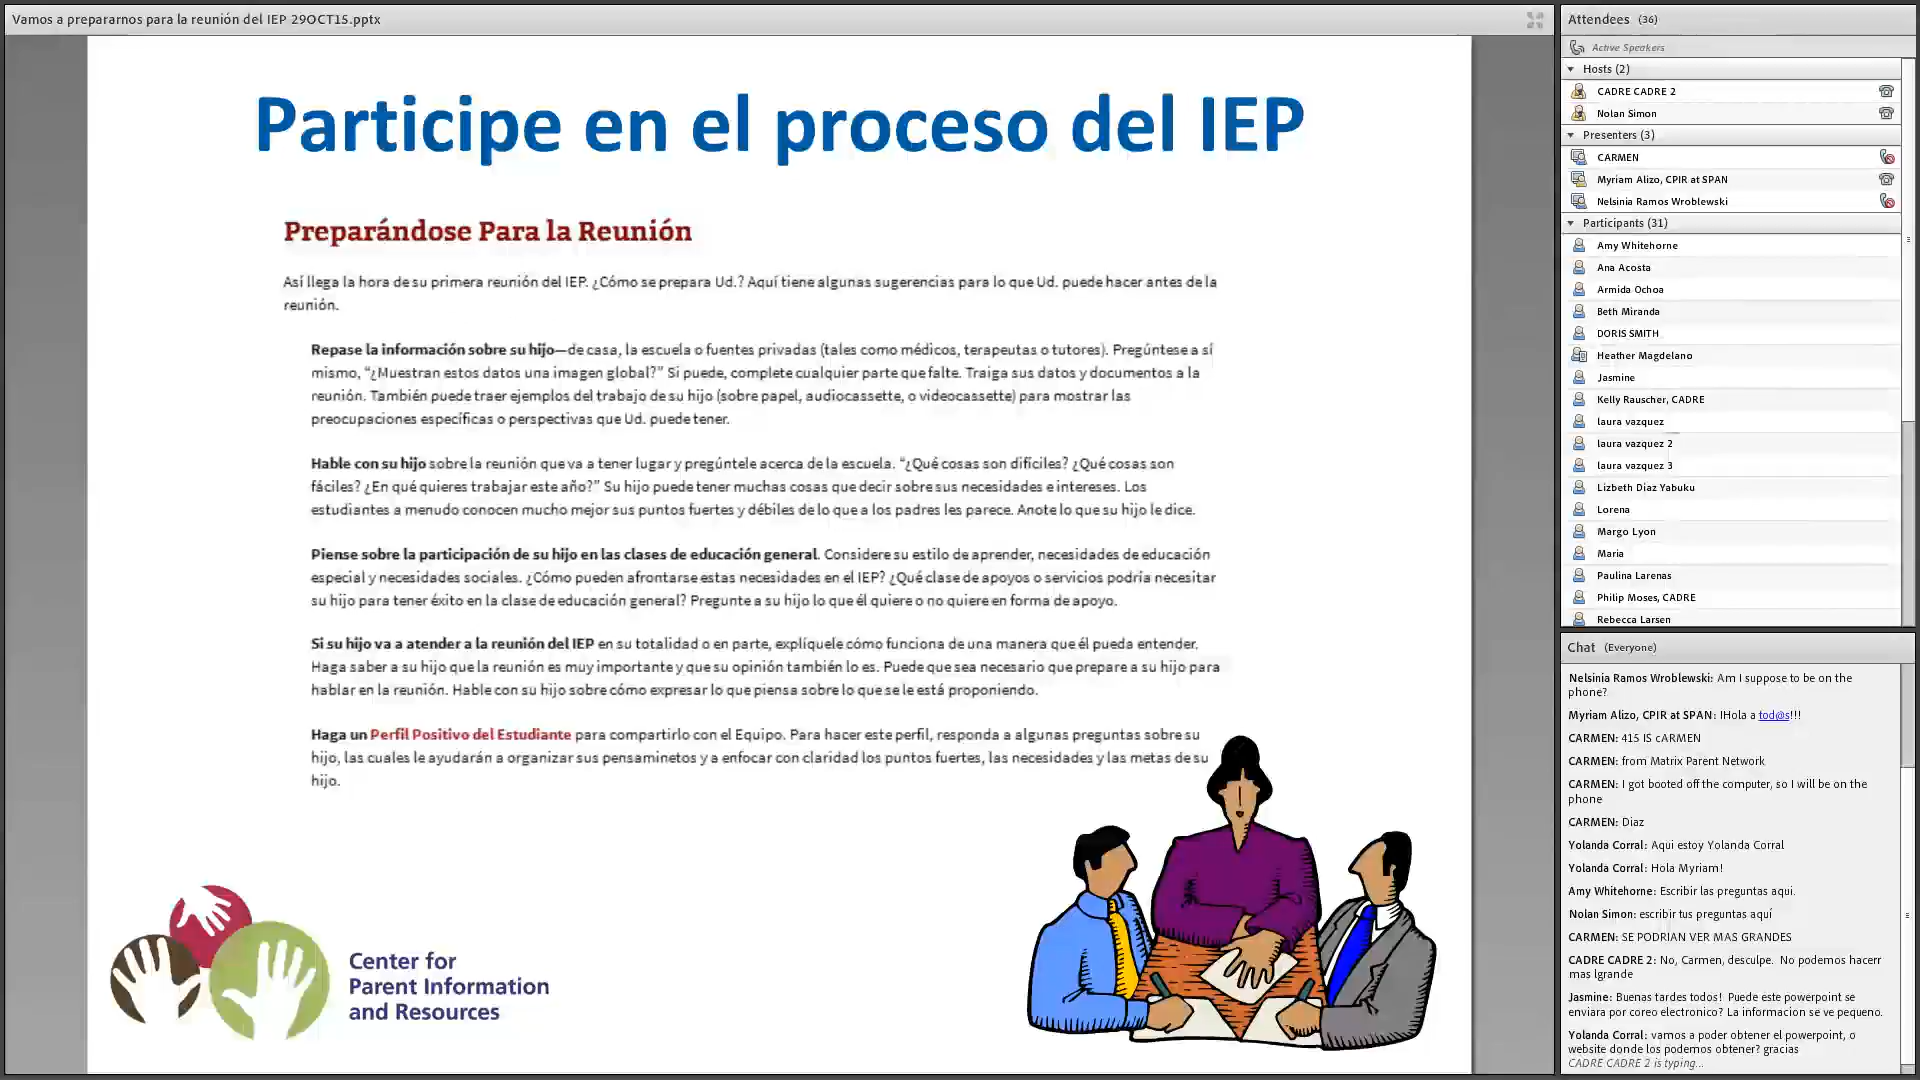 Vamos a prepararnos para la reunión del IEP 29OCT15.pptx
Participe en el proceso del IEP
Preparándose Para la Reunión
Así llega la hora de su primera reunión del IEP. ¿Cómo se prepara Ud.? Aquí tiene algunas sugerencias para lo que Ud. puede hacer antes de la
reunión.
Repase la información sobre su hijo—de casa, la escuela o fuentes privadas (tales como médicos, terapeutas o tutores). Pregúntese a sí
mismo, “¿Muestran estos datos una imagen global?” Si puede, complete cualquier parte que falte. Traiga sus datos y documentos a la
reunión. También puede traer ejemplos del trabajo de su hijo (sobre papel, audiocassette, o videocassette) para mostrar las
preocupaciones específicas o perspectivas que Ud. puede tener.
Hable con su hijo sobre la reunión que va a tener lugar y pregúntele acerca de la escuela. “¿Qué cosas son difíciles? ¿Qué cosas son
fáciles? ¿En qué quieres trabajar este año?” Su hijo puede tener muchas cosas que decir sobre sus necesidades e intereses. Los
estudiantes a menudo conocen mucho mejor sus puntos fuertes y débiles de lo que a los padres les parece. Anote lo que su hijo le dice.
Piense sobre la participación de su hijo en las clases de educación general. Considere su estilo de aprender, necesidades de educación
especial y necesidades sociales. ¿Cómo pueden afrontarse estas necesidades en el IEP? ¿Qué clase de apoyos o servicios podría necesitar
su hijo para tener éxito en la clase de educación general? Pregunte a su hijo lo que él quiere o no quiere en forma de apoyo.
Si su hijo va a atender a la reunión del IEP en su totalidad o en parte, explíquele cómo funciona de una manera que él pueda entender.
Haga saber a su hijo que la reunión es muy importante y que su opinión también lo es. Puede que sea necesario que prepare a su hijo para
hablar en la reunión. Hable con su hijo sobre cómo expresar lo que piensa sobre lo que se le está proponiendo.
Haga un Perfil Positivo del Estudiante para compartirlo con el Equipo. Para hacer este perfil, responda a algunas preguntas sobre su
hijo, las cuales le ayudarán a organizar sus pensaminetos y a enfocar con claridad los puntos fuertes, las necesidades y las metas de su
hijo.
Center for
Parent Information
and Resources
Attendees (36)
Active Speakers
Hosts (2)
CADRE CADRE 2
Nolan Simon
Presenters (3)
CARMEN
Myriam Alizo, CPIR at SPAN
Nelsinia Ramos Wroblewski
Participants (31)
Amy Whitehorne
Ana Acosta
Armida Ochoa
Beth Miranda
DORIS SMITH
Heather Magdelano
Jasmine
Kelly Rauscher, CADRE
laura vazquez
laura vazquez 2
laura vazquez 3
Lizbeth Diaz Yabuku
Lorena
Margo Lyon
Maria
Paulina Larenas
Philip Moses, CADRE
Rebecca Larsen
Chat (Everyone)
Nelsinia Ramos Wroblewski: Am I suppose to be on the
phone?
Myriam Alizo, CPIR at SPAN: IHola a tod@s!!!
CARMEN: 415 IS cARMEN
CARMEN: from Matrix Parent Network
CARMEN: I got booted off the computer, so I will be on the
phone
CARMEN: Diaz
Yolanda Corral: Aqui estoy Yolanda Corral
Yolanda Corral: Hola Myriam!
Amy Whitehorne: Escribir las preguntas aqui.
Nolan Simon: escribir tus preguntas aquí
CARMEN: SE PODRIAN VER MAS GRANDES
CADRE CADRE 2: No, Carmen, desculpe. No podemos hacerr
mas lgrande
Jasmine: Buenas tardes todos! Puede este powerpoint se
enviara por coreo electronico? La informacion se ve pequeno.
Yolanda Corral: vamos a poder obtener el powerpoint, o
website donde los podemos obtener? gracias
CADRE CADRE 2 is typing...